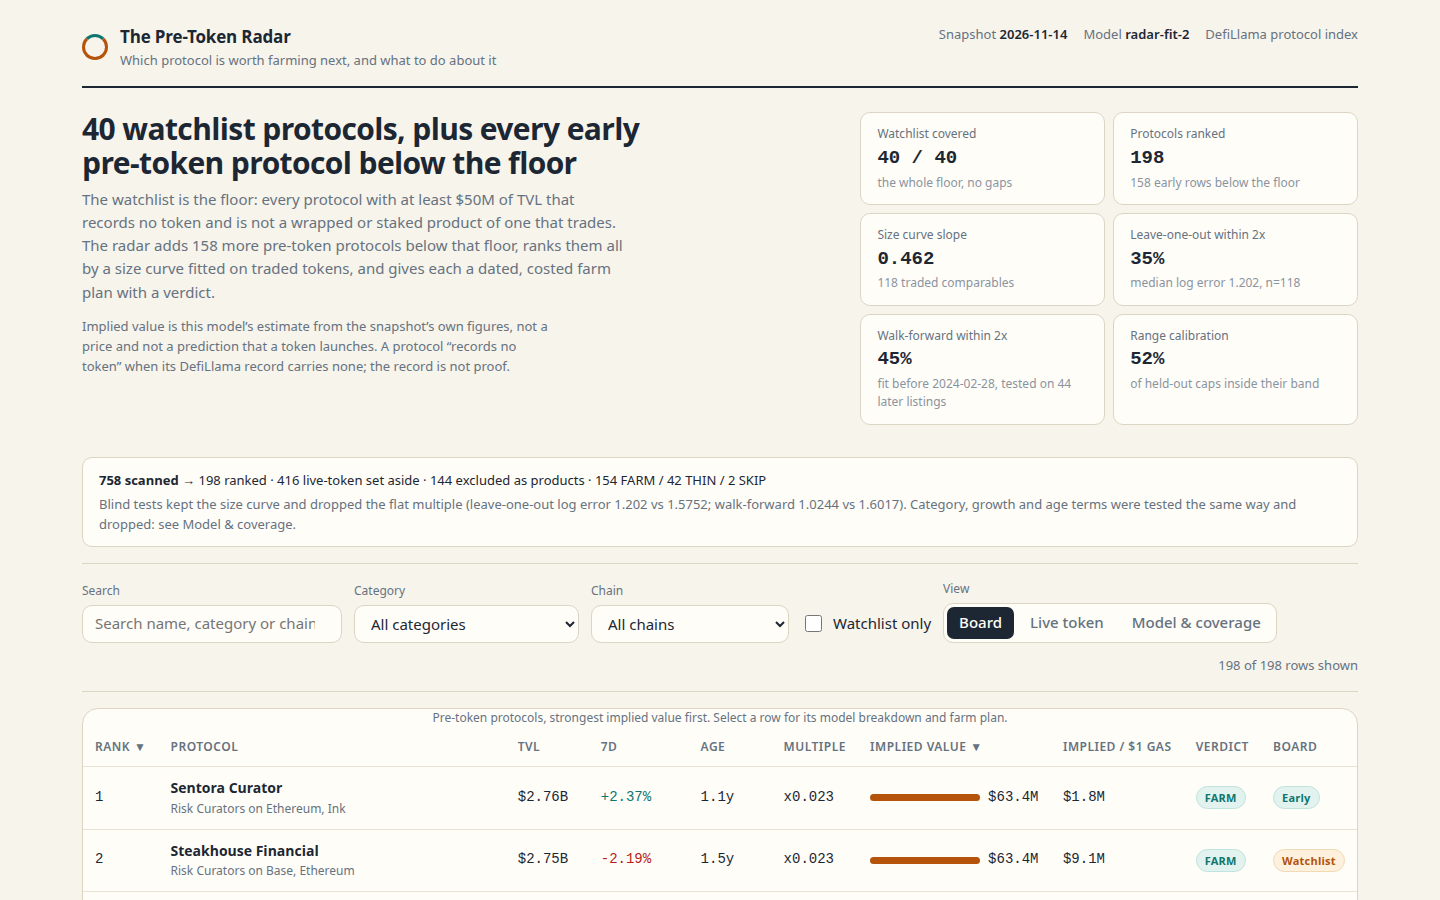 The Pre-Token Radar
Which protocol is worth farming next, and what to do about it
Snapshot 2026-11-14 Model radar-fit-2 DefiLlama protocol index
40 watchlist protocols, plus every early
pre-token protocol below the floor
The watchlist is the floor: every protocol with at least $50M of TVL that
records no token and is not a wrapped or staked product of one that trades.
The radar adds 158 more pre-token protocols below that floor, ranks them all
by a size curve fitted on traded tokens, and gives each a dated, costed farm
plan with a verdict.
Implied value is this model’s estimate from the snapshot’s own figures, not a
price and not a prediction that a token launches. A protocol “records no
token” when its DefiLlama record carries none; the record is not proof.
Watchlist covered
40 / 40
the whole floor, no gaps
Protocols ranked
198
158 early rows below the floor
Size curve slope
0.462
118 traded comparables
Leave-one-out within 2x
35%
median log error 1.202, n=118
Walk-forward within 2x
45%
fit before 2024-02-28, tested on 44
later listings
Range calibration
52%
of held-out caps inside their band
758 scanned → 198 ranked · 416 live-token set aside · 144 excluded as products · 154 FARM / 42 THIN / 2 SKIP
Blind tests kept the size curve and dropped the flat multiple (leave-one-out log error 1.202 vs 1.5752; walk-forward 1.0244 vs 1.6017). Category, growth and age terms were tested the same way and
dropped: see Model & coverage.
Search
Search name, category or chain
Category
All categories
Chain
All chains
Watchlist only
View
Board Live token Model & coverage
198 of 198 rows shown
Pre-token protocols, strongest implied value first. Select a row for its model breakdown and farm plan.
RANK ▼ PROTOCOL TVL 7D AGE MULTIPLE IMPLIED VALUE ▼ IMPLIED / $1 GAS VERDICT BOARD
1 Sentora Curator $2.76B +2.37% 1.1y x0.023 $63.4M $1.8M FARM Early
Risk Curators on Ethereum, Ink
2 Steakhouse Financial $2.75B -2.19% 1.5y x0.023 $63.4M $9.1M FARM Watchlist
Risk Curators on Base, Ethereum